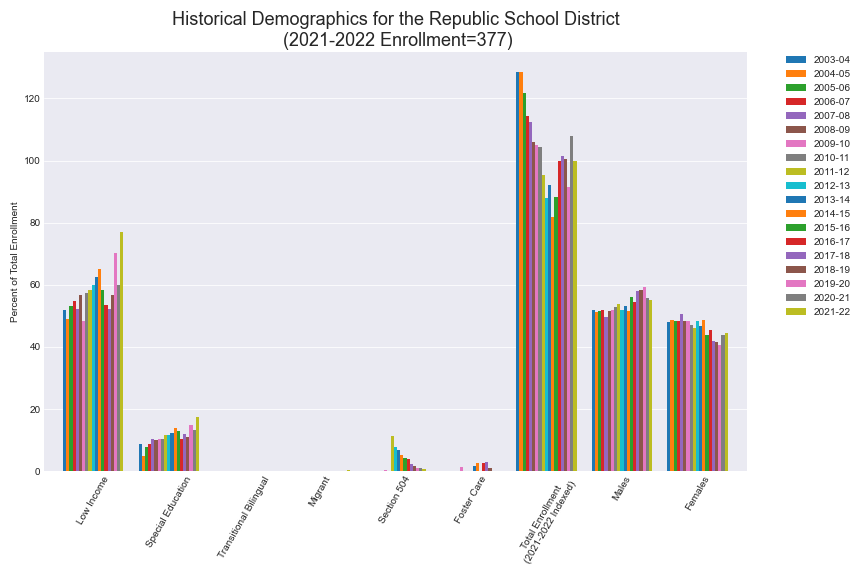 Historical Demographics for the Republic School District
(2021-2022 Enrollment=377)
Percent of Total Enrollment
120
100
80
60
40
20
0
Low Income
Special Education
Transitional Bilingual
Migrant
Section 504
Foster Care
Total Enrollment
(2021-2022 Indexed)
Males
Females
2003-04
2004-05
2005-06
2006-07
2007-08
2008-09
2009-10
2010-11
2011-12
2012-13
2013-14
2014-15
2015-16
2016-17
2017-18
2018-19
2019-20
2020-21
2021-22